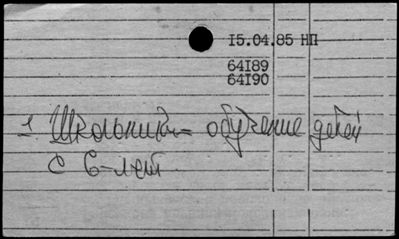 15.04.85 НП
64189
64190
1 Школьники – обучение детей
с 6-лет